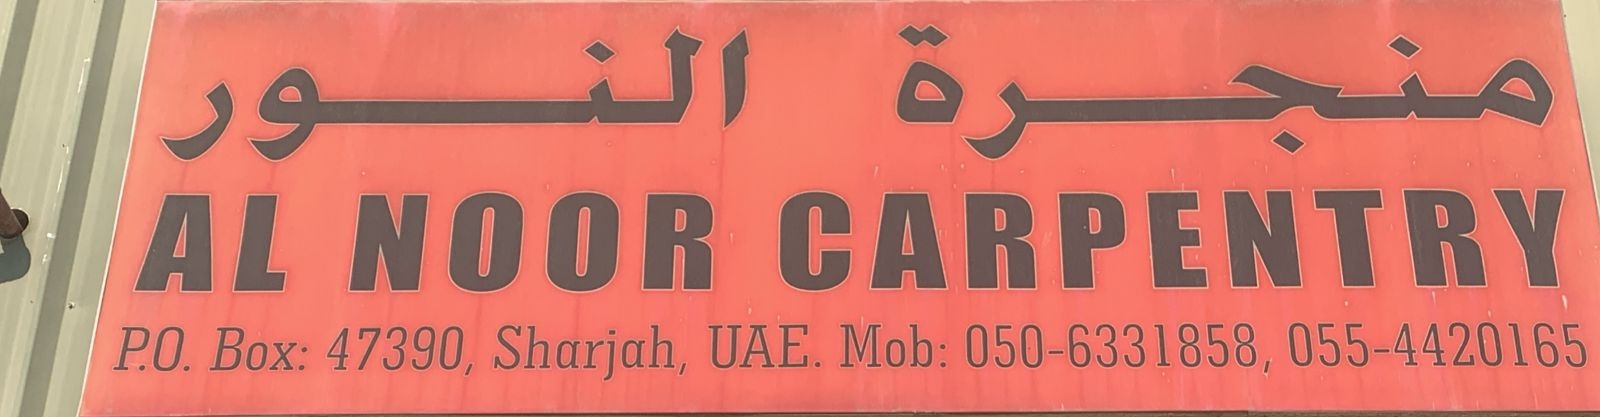 منجرة النور
AL NOOR CARPENTRY
P.O. Box: 47390, Sharjah, UAE. Mob: 050-6331858, 055-4420165